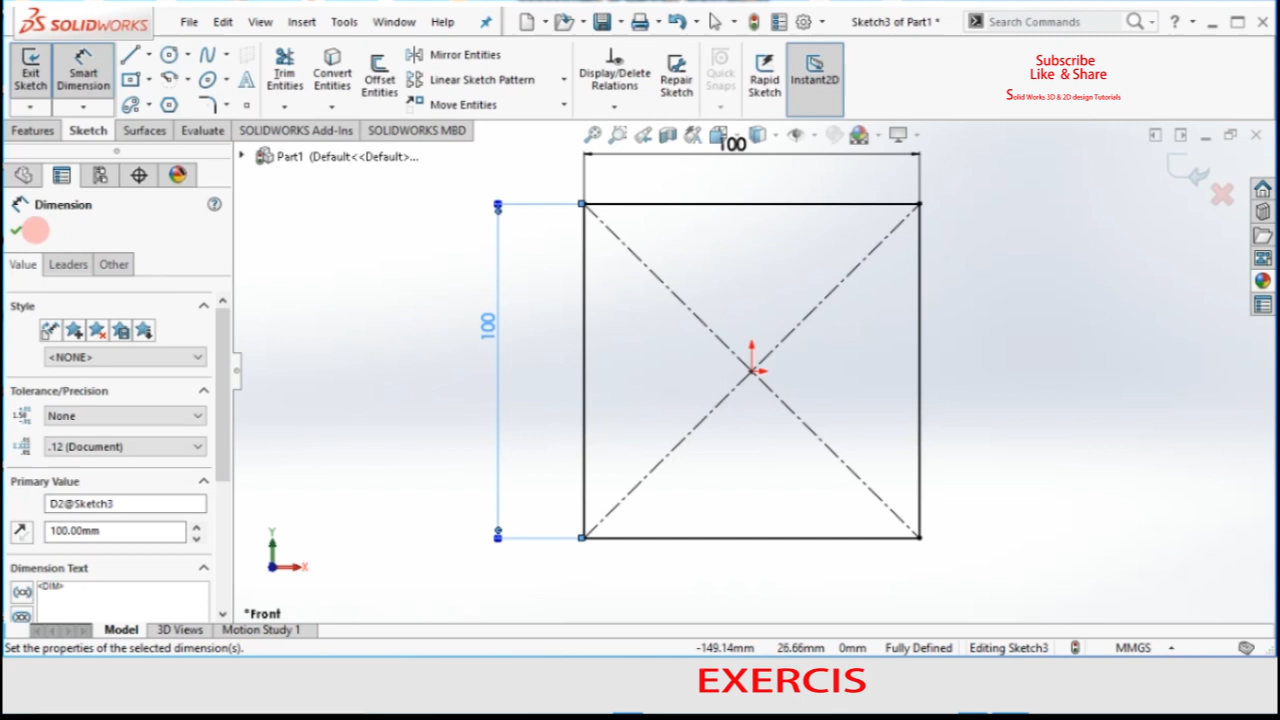 SOLIDWORKS File Edit View Insert Tools Window Help Sketch3 of Part1 * Search Commands ?
Exit Sketch
Smart Dimension
Trim Entities
Convert Entities
Offset Entities
Mirror Entities
Linear Sketch Pattern
Move Entities
Display/Delete Relations
Repair Sketch
Quick Snaps
Rapid Sketch
Instant2D
Subscribe
Like & Share
Solid Works 3D & 2D design Tutorials
Features Sketch Surfaces Evaluate SOLIDWORKS Add-Ins SOLIDWORKS MBD
Part1 (Default<<Default>...
100
Dimension
Value Leaders Other
Style
<NONE>
100
Tolerance/Precision
None
.12 (Document)
Primary Value
D2@Sketch3
100.00mm
Dimension Text
<DIM>
Y
X
*Front
Model 3D Views Motion Study 1
Set the properties of the selected dimension(s). -149.14mm 26.66mm 0mm Fully Defined Editing Sketch3 MMGS
EXERCIS